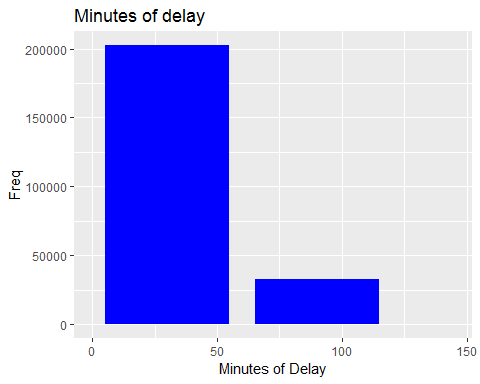 Minutes of delay
200000
150000
100000
50000
0
Freq
0 50 100 150
Minutes of Delay